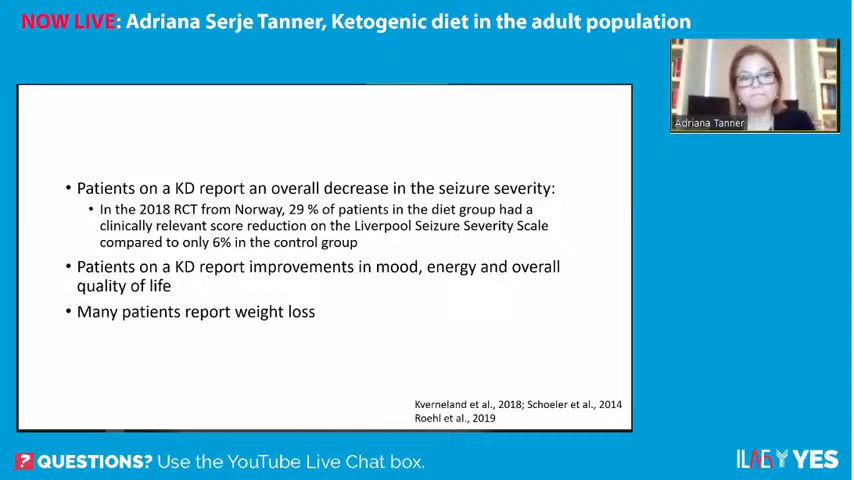 NOW LIVE: Adriana Serje Tanner, Ketogenic diet in the adult population
Adriana Tanner
• Patients on a KD report an overall decrease in the seizure severity:
• In the 2018 RCT from Norway, 29 % of patients in the diet group had a
clinically relevant score reduction on the Liverpool Seizure Severity Scale
compared to only 6% in the control group
• Patients on a KD report improvements in mood, energy and overall
quality of life
• Many patients report weight loss
Kverneland et al., 2018; Schoeler et al., 2014
Roehl et al., 2019
? QUESTIONS? Use the YouTube Live Chat box.
ILAE YES